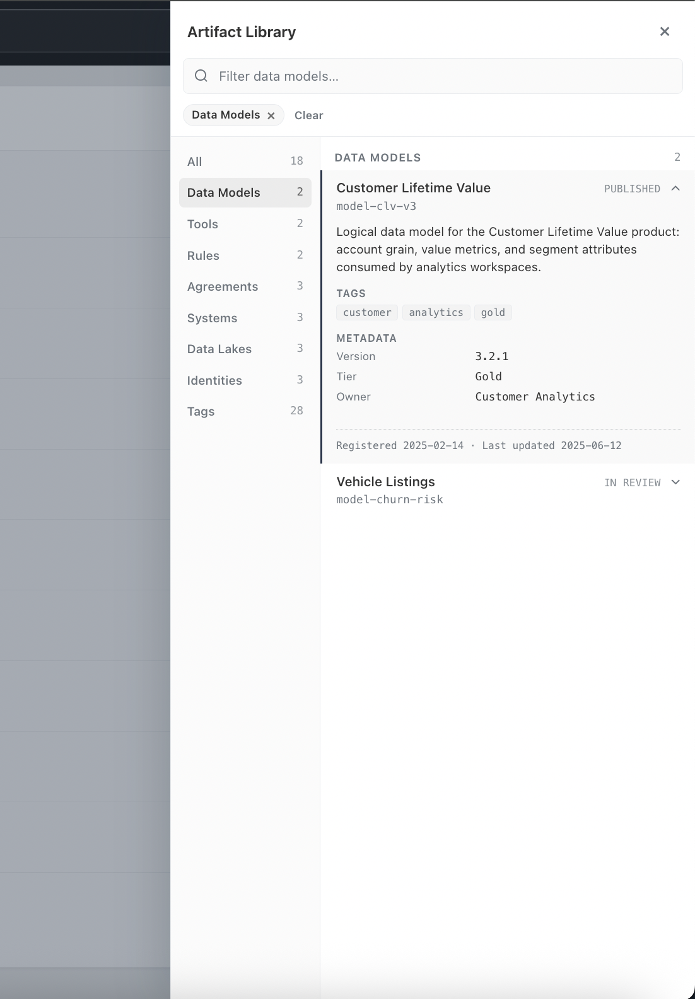 Artifact Library
Filter data models...
Data Models
Clear
All 18
Data Models 2
Tools 2
Rules 2
Agreements 3
Systems 3
Data Lakes 3
Identities 3
Tags 28
DATA MODELS 2
Customer Lifetime Value PUBLISHED
model-clv-v3
Logical data model for the Customer Lifetime Value product:
account grain, value metrics, and segment attributes
consumed by analytics workspaces.
TAGS
customer analytics gold
METADATA
Version 3.2.1
Tier Gold
Owner Customer Analytics
Registered 2025-02-14 · Last updated 2025-06-12
Vehicle Listings IN REVIEW
model-churn-risk